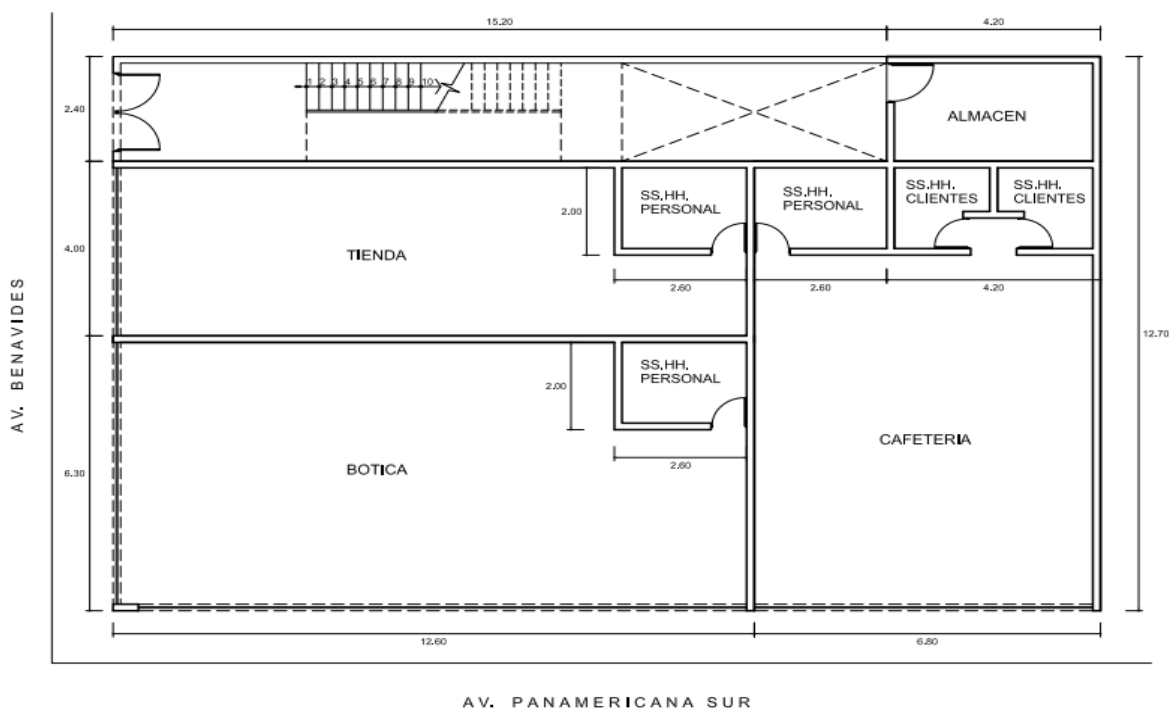 15.20
4.20
1 2 3 4 5 6 7 8 9 10
2.40
ALMACEN
SS.HH.
PERSONAL
SS.HH.
PERSONAL
SS.HH.
CLIENTES
SS.HH.
CLIENTES
2.00
4.00
TIENDA
2.60
2.60
4.20
12.70
AV. BENAVIDES
SS.HH.
PERSONAL
2.00
CAFETERIA
6.30
BOTICA
2.60
12.60
6.80
AV. PANAMERICANA SUR